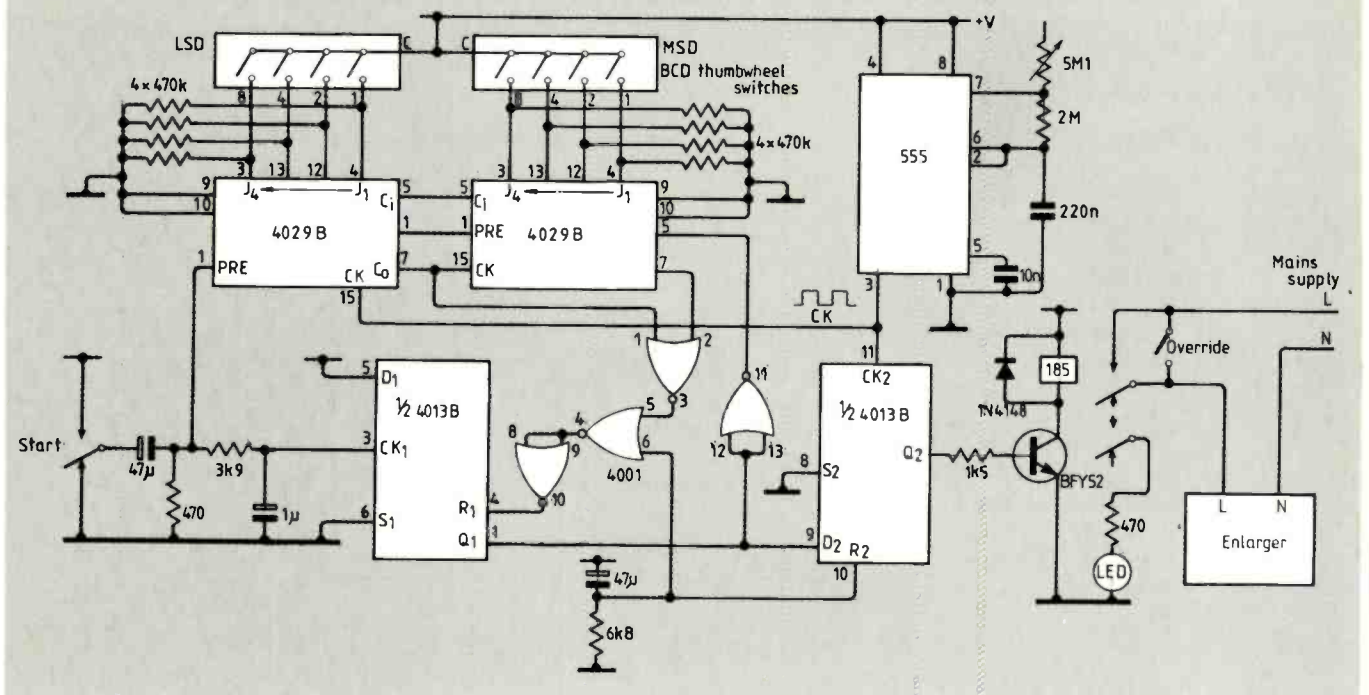 +V
LSD
C
C
MSD
BCD thumbwheel
switches
4
8
5M1
7
4×470k
8
4
2
1
8
4
2
1
2M
6
2
4×470k
555
3
13
12
4
3
13
12
4
9
10
J4
J1
Ci
5
5
Ci
J4
J1
9
10
5
220n
4029B
1
1
PRE
4029B
5
10n
1
PRE
Co
7
15
CK
7
CK
15
3
1
Mains
supply
L
CK
N
1
2
11
Override
185
5
D1
3
11
CK2
½ 4013B
½ 4013B
1N4148
4
5
8
9
6
12
13
Start
3
CK1
4001
Q2
47µ
3k9
8
S2
1k5
BFY52
10
470
1µ
4
R1
6
S1
Q1
1
9
D2
R2
470
L
N
Enlarger
10
47µ
LED
6k8